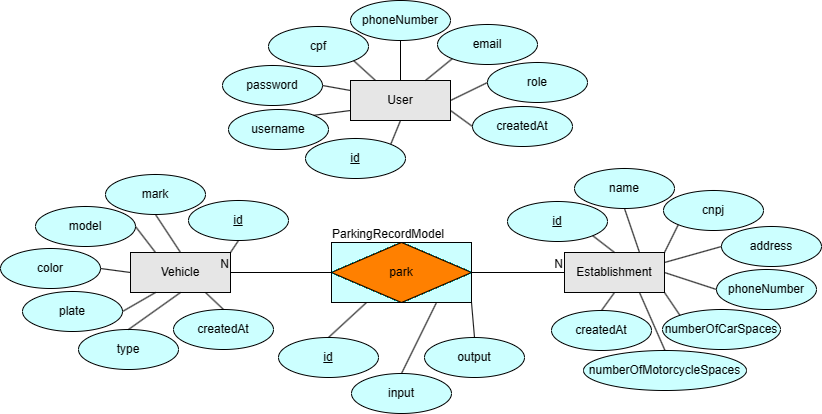 phoneNumber
cpf
email
password
role
User
username
createdAt
id
mark
model
id
color
Vehicle
N
plate
type
createdAt
ParkingRecordModel
park
id
input
output
N
Establishment
name
id
cnpj
address
phoneNumber
createdAt
numberOfCarSpaces
numberOfMotorcycleSpaces